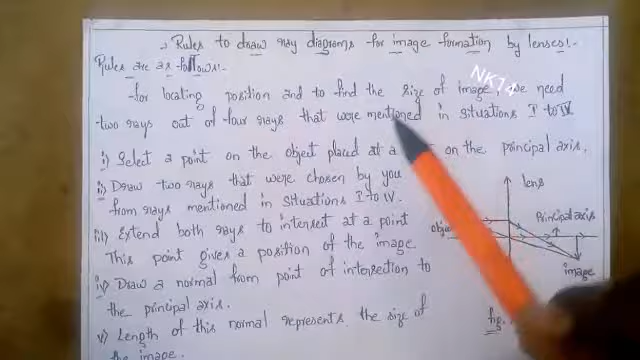 Rules to draw ray diagrams for image formation by lenses:-
Rules are as follows:-
for locating position and to find the size of image, we need
two rays out of four rays that were mentioned in situations I to IV
i) Select a point on the object placed at a on the principal axis.
ii) Draw two rays that were chosen by you
from rays mentioned in situations I to IV.
iii) Extend both rays to intersect at a point
This point gives a position of the image.
iv) Draw a normal from point of intersection to
the principal axis.
v) Length of this normal represents the size of
the image.
lens
Principal axis
image
fig.
NK74